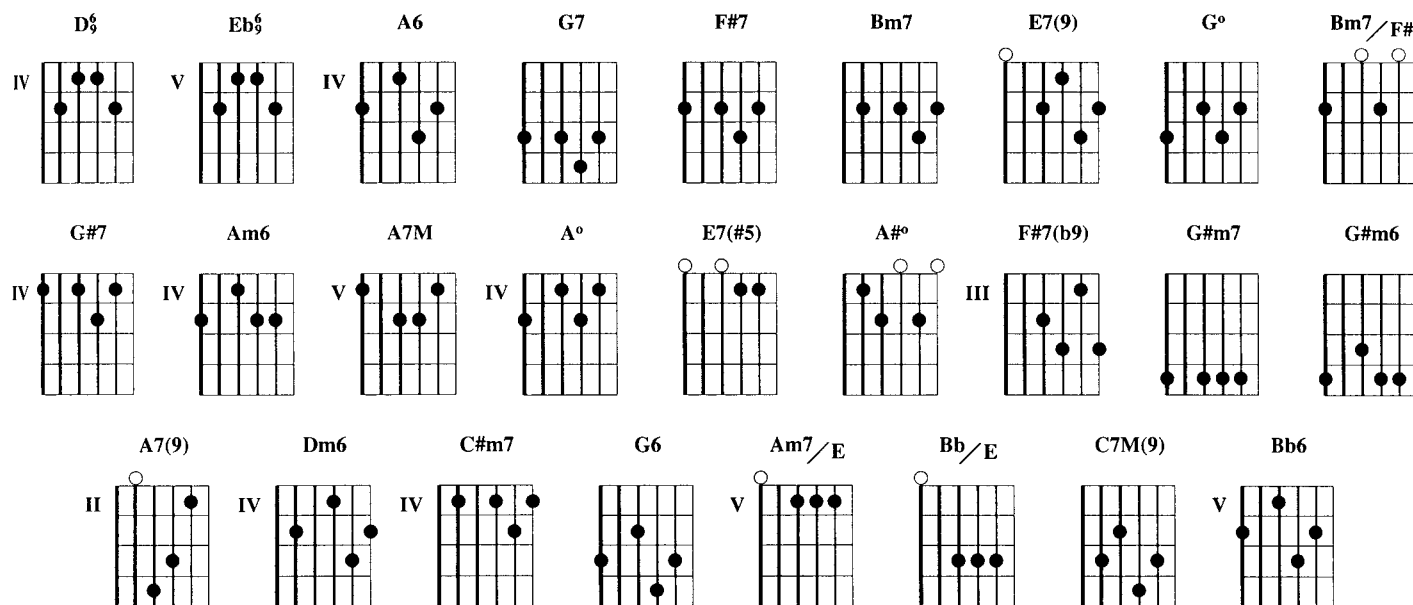 D6/9 Eb6/9 A6 G7 F#7 Bm7 E7(9) Gº Bm7/F#
IV V IV
G#7 Am6 A7M Aº E7(#5) A#º F#7(b9) G#m7 G#m6
IV IV V IV III
A7(9) Dm6 C#m7 G6 Am7/E Bb/E C7M(9) Bb6
II IV IV V V